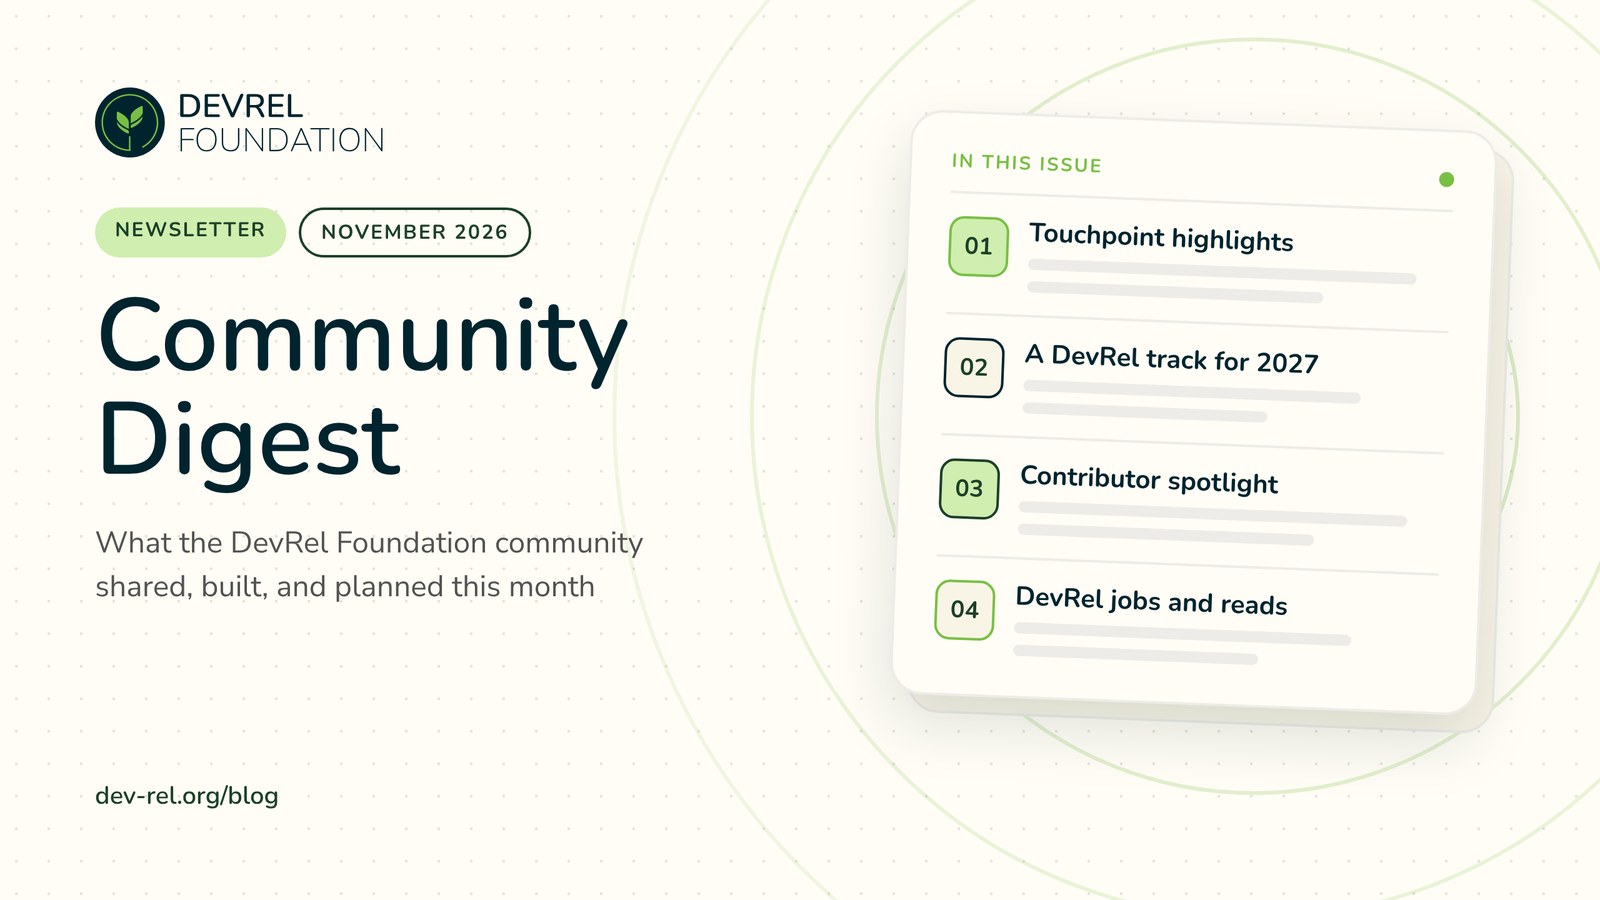 DEVREL
FOUNDATION
NEWSLETTER
NOVEMBER 2026
Community
Digest
What the DevRel Foundation community
shared, built, and planned this month
dev-rel.org/blog
IN THIS ISSUE
01
Touchpoint highlights
02
A DevRel track for 2027
03
Contributor spotlight
04
DevRel jobs and reads